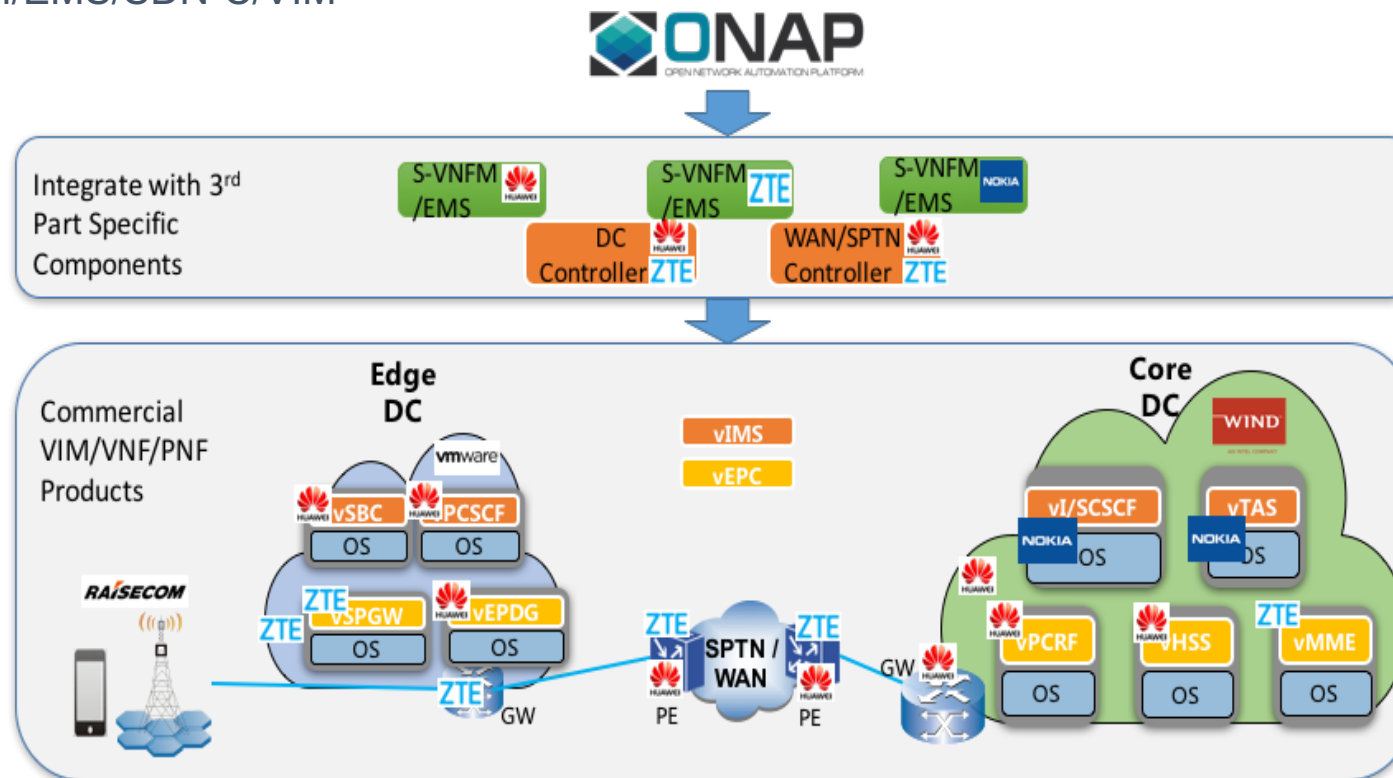 /EMS/SDN-C/VIM
ONAP
OPEN NETWORK AUTOMATION PLATFORM
Integrate with 3rd
Part Specific
Components
S-VNFM
/EMS
HUAWEI
S-VNFM
/EMS
ZTE
S-VNFM
/EMS
NOKIA
DC
Controller
HUAWEI
ZTE
WAN/SPTN
Controller
HUAWEI
ZTE
Commercial
VIM/VNF/PNF
Products
Edge
DC
vmware
HUAWEI
vSBC
OS
HUAWEI
PCSCF
OS
ZTE
ZTE
vSPGW
OS
HUAWEI
vEPDG
OS
vIMS
vEPC
Core
DC
WIND
AN INTEL COMPANY
vI/SCSCF
NOKIA
OS
vTAS
NOKIA
OS
HUAWEI
HUAWEI
vPCRF
OS
HUAWEI
vHSS
OS
ZTE
vMME
OS
RAISECOM
ZTE
GW
ZTE
HUAWEI
PE
SPTN /
WAN
ZTE
HUAWEI
PE
GW
HUAWEI